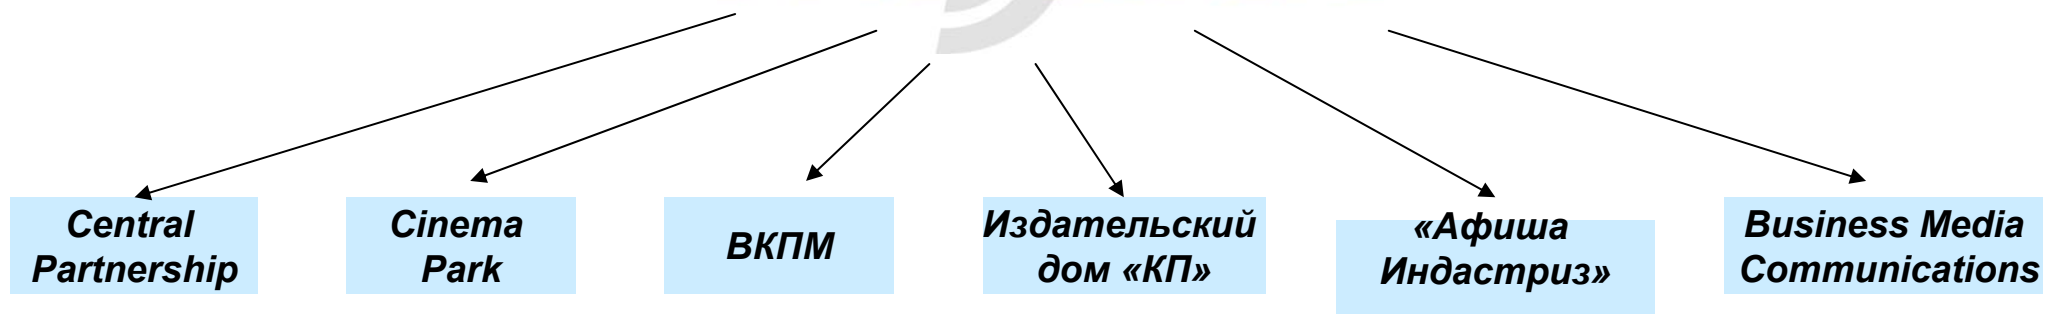 Central
Partnership
Cinema
Park
ВКПМ
Издательский
дом «КП»
«Афиша
Индастриз»
Business Media
Communications